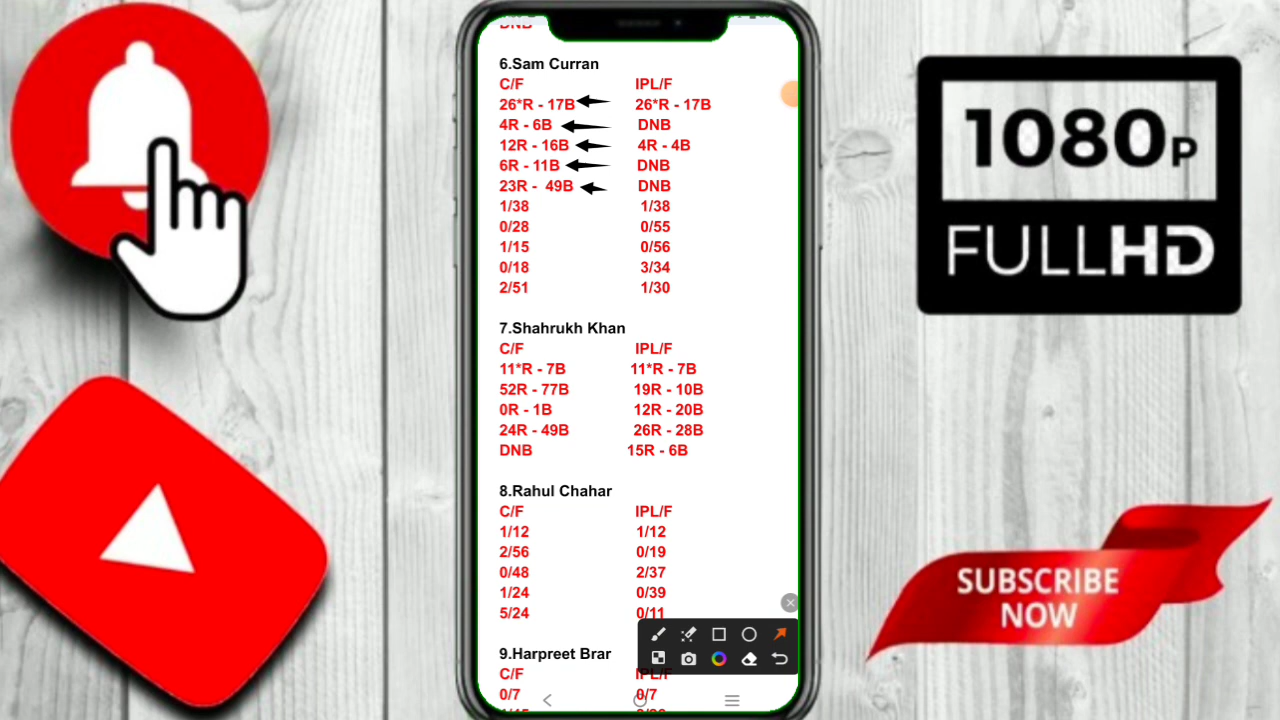 DNB
6.Sam Curran
C/F IPL/F
26*R - 17B 26*R - 17B
4R - 6B DNB
12R - 16B 4R - 4B
6R - 11B DNB
23R - 49B DNB
1/38 1/38
0/28 0/55
1/15 0/56
0/18 3/34
2/51 1/30
7.Shahrukh Khan
C/F IPL/F
11*R - 7B 11*R - 7B
52R - 77B 19R - 10B
0R - 1B 12R - 20B
24R - 49B 26R - 28B
DNB 15R - 6B
8.Rahul Chahar
C/F IPL/F
1/12 1/12
2/56 0/19
0/48 2/37
1/24 0/39
5/24 0/11
9.Harpreet Brar
C/F IPL/F
0/7 0/7
1080P
FULLHD
SUBSCRIBE
NOW